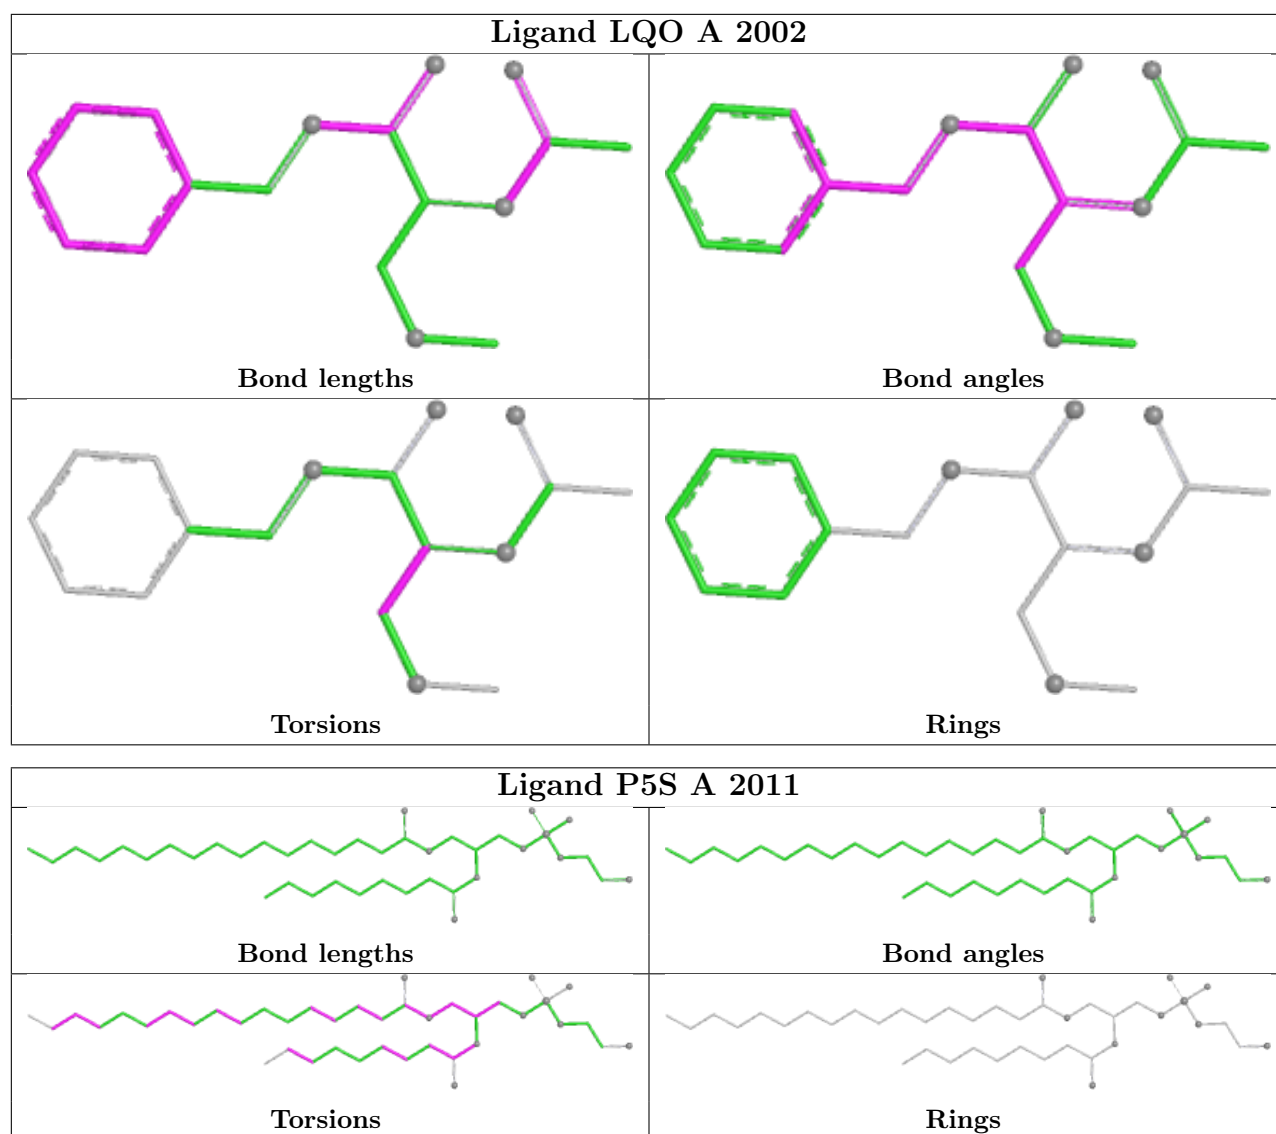 Ligand LQO A 2002
Bond lengths
Bond angles
Torsions
Rings
Ligand P5S A 2011
Bond lengths
Bond angles
Torsions
Rings